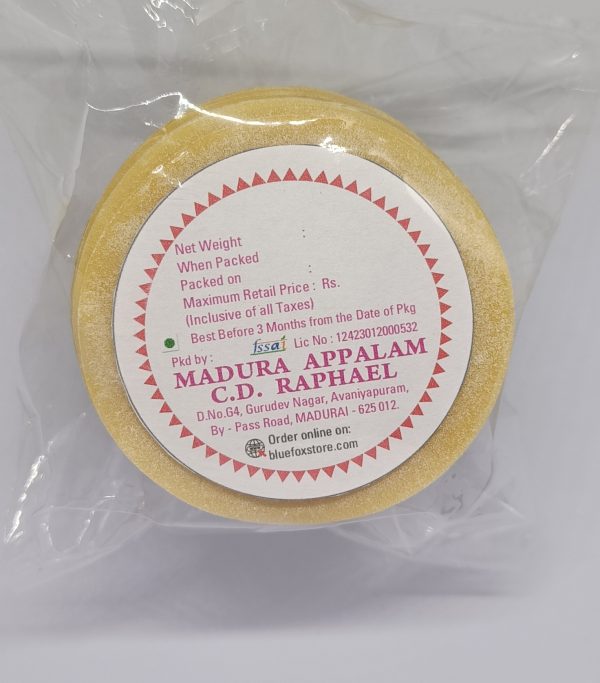 Net Weight :
When Packed
Packed on :
Maximum Retail Price : Rs.
(Inclusive of all Taxes)
Best Before 3 Months from the Date of Pkg
Pkd by : fssai Lic No : 12423012000532
MADURA APPALAM
C.D. RAPHAEL
D.No.G4, Gurudev Nagar, Avaniyapuram,
By - Pass Road, MADURAI - 625 012.
Order online on:
bluefoxstore.com